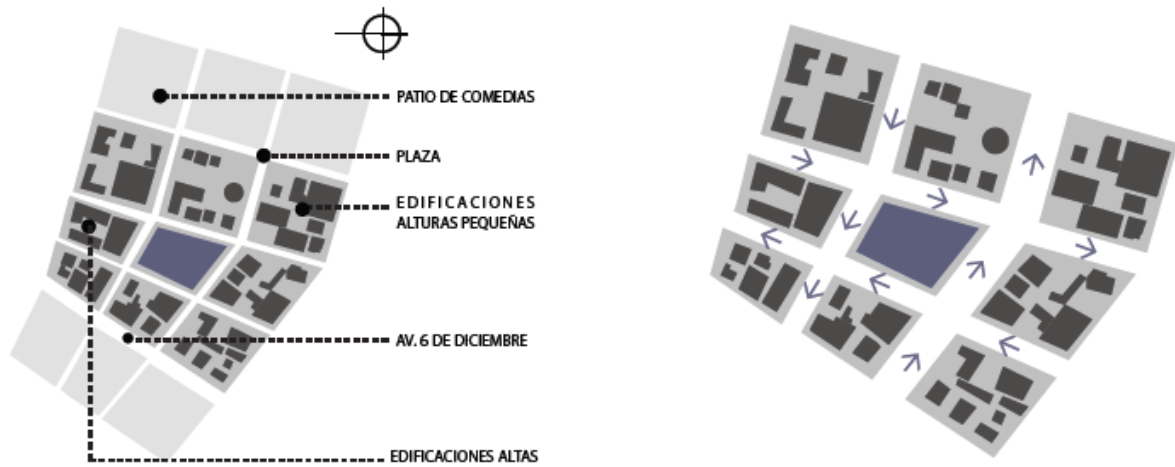 PATIO DE COMEDIAS
PLAZA
EDIFICACIONES
ALTURAS PEQUEÑAS
AV. 6 DE DICIEMBRE
EDIFICACIONES ALTAS